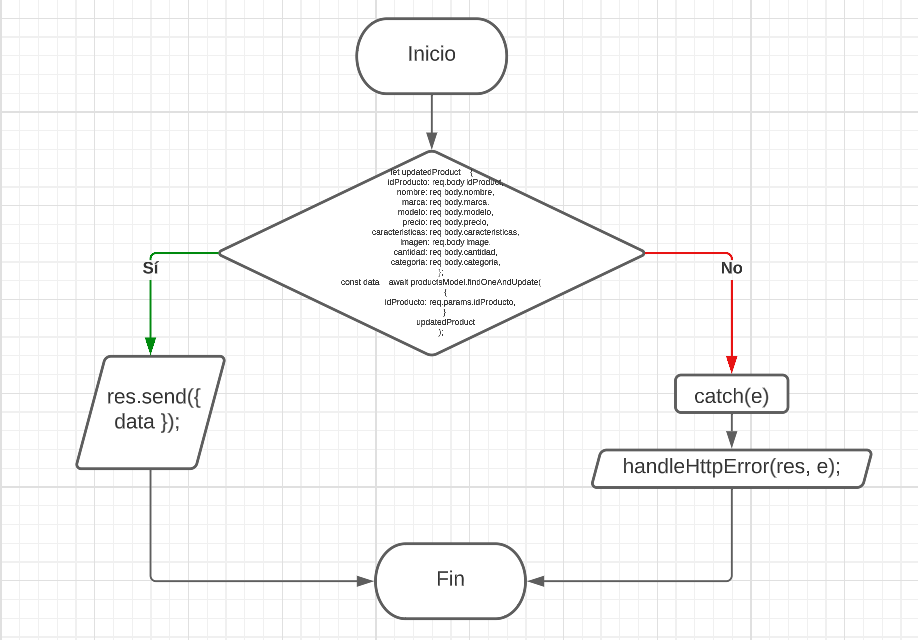 Inicio
let updatedProduct {
idProducto: req.body idProduct,
nombre: req body.nombre,
marca: req body.marca.
modelo: req body.modelo,
precio: req body.precio,
caracteristicas: req body.caracteristicas,
imagen: req.body image.
cantidad: req body.cantidad,
categoria: req body.categoria,
};
const data await productsModel.findOneAndUpdate(
{
idProducto: req.params.idProducto,
}
updatedProduct
);
Sí
No
res.send({
data });
catch(e)
handleHttpError(res, e);
Fin